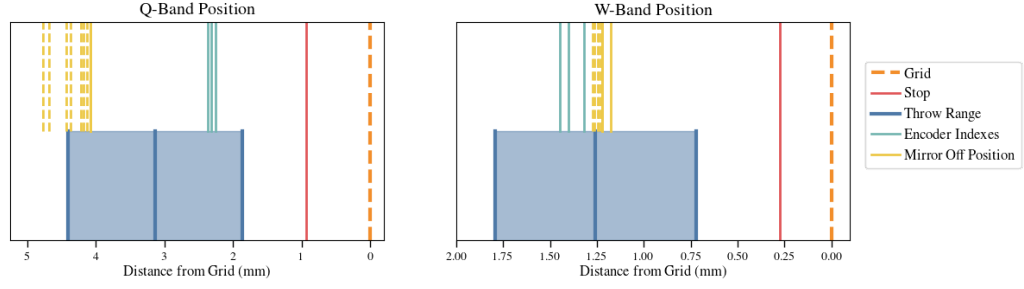 Q-Band Position
5 4 3 2 1 0
Distance from Grid (mm)
W-Band Position
2.00 1.75 1.50 1.25 1.00 0.75 0.50 0.25 0.00
Distance from Grid (mm)
Grid
Stop
Throw Range
Encoder Indexes
Mirror Off Position